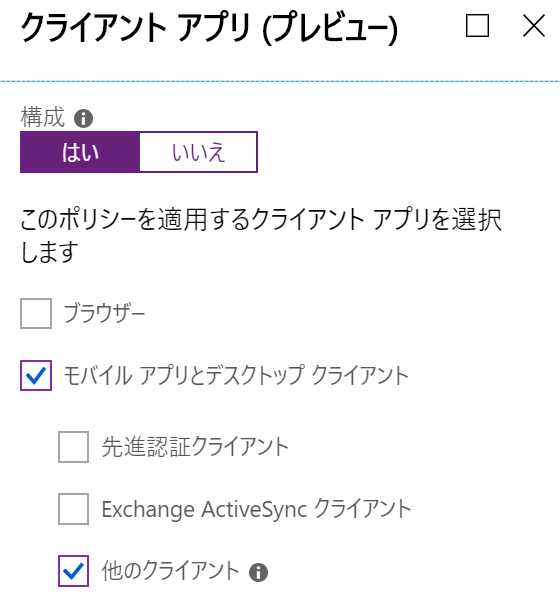 クライアント アプリ (プレビュー)
構成
はい いいえ
このポリシーを適用するクライアント アプリを選択
します
ブラウザー
モバイル アプリとデスクトップ クライアント
先進認証クライアント
Exchange ActiveSync クライアント
他のクライアント